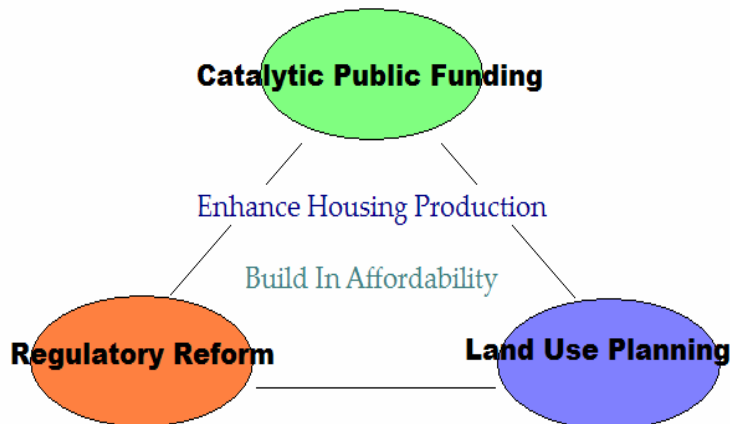 Catalytic Public Funding
Enhance Housing Production
Build In Affordability
Regulatory Reform
Land Use Planning